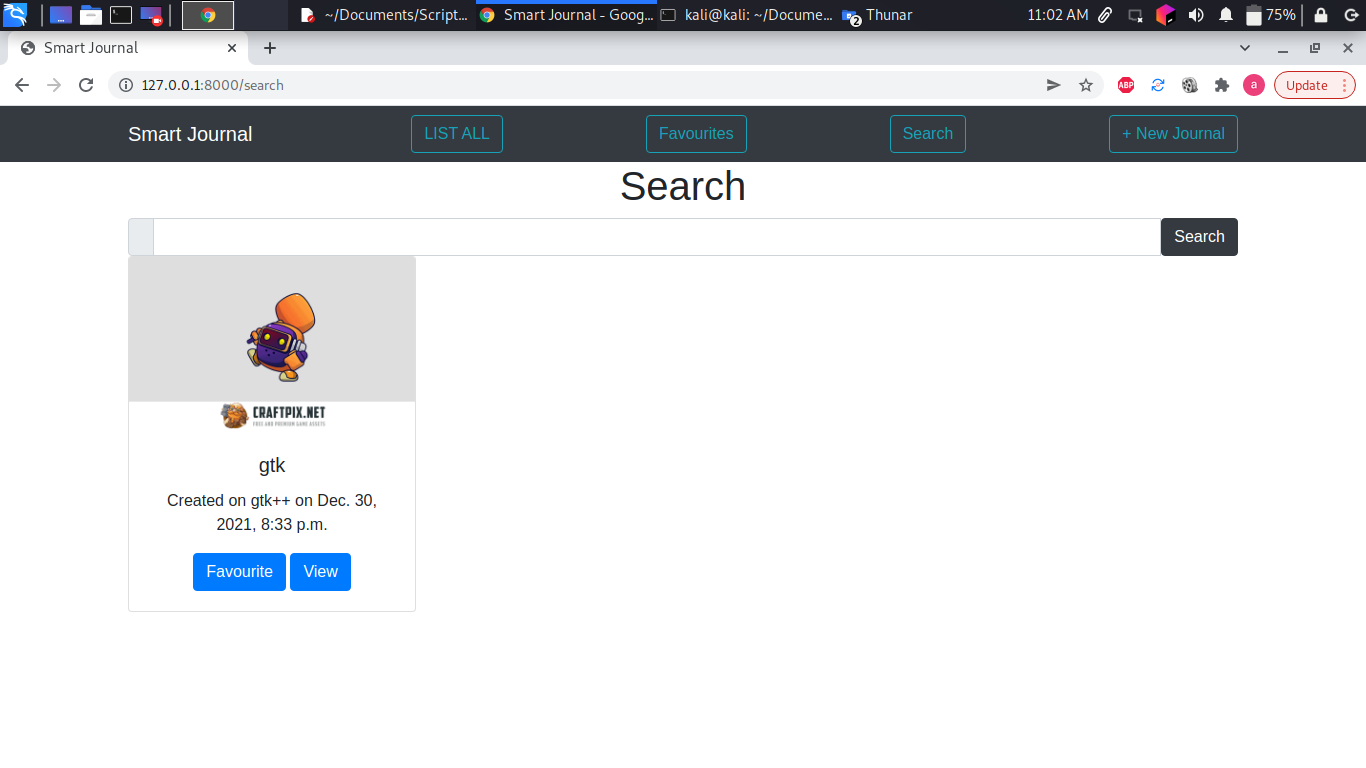 ~/Documents/Script... Smart Journal - Goog... kali@kali: ~/Docume... 2 Thunar 11:02 AM 75%
Smart Journal
127.0.0.1:8000/search ABP a Update
Smart Journal LIST ALL Favourites Search + New Journal
Search
Search
CRAFTPIX.NET
FREE AND PREMIUM GAME ASSETS
gtk
Created on gtk++ on Dec. 30,
2021, 8:33 p.m.
Favourite View